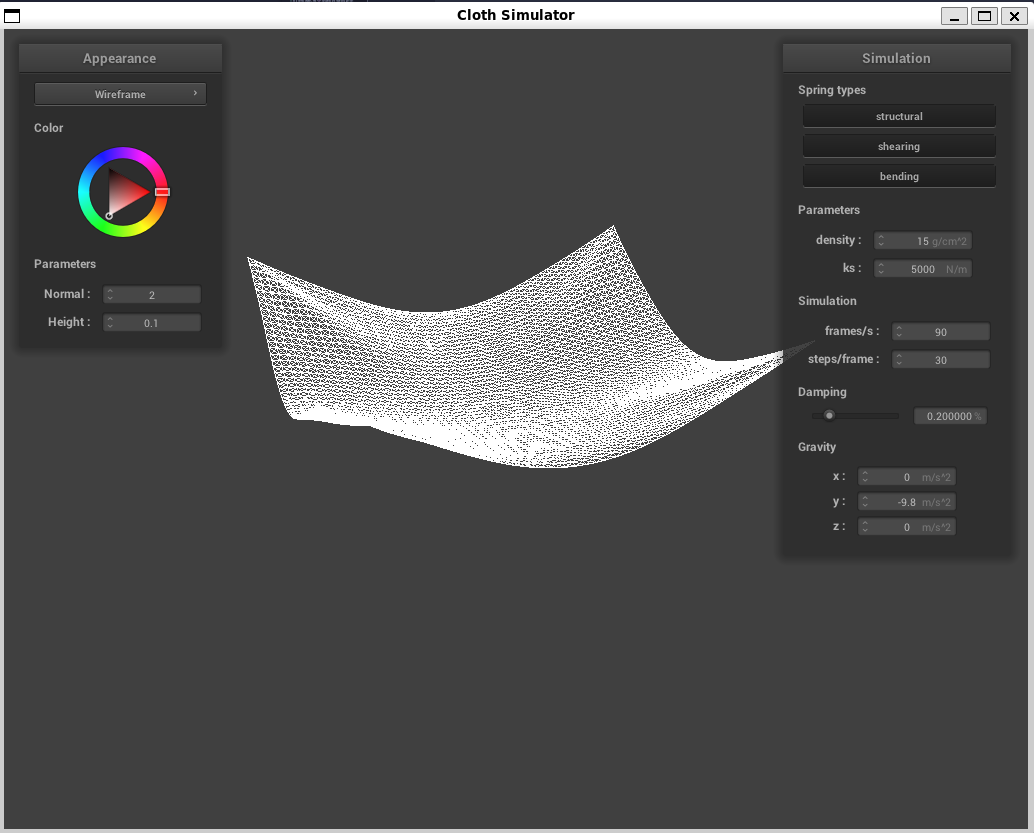 Cloth Simulator
Appearance
Wireframe
Color
Parameters
Normal : 2
Height : 0.1
Simulation
Spring types
structural
shearing
bending
Parameters
density : 15 g/cm^2
ks : 5000 N/m
Simulation
frames/s : 90
steps/frame : 30
Damping
0.200000 %
Gravity
x : 0 m/s^2
y : -9.8 m/s^2
z : 0 m/s^2